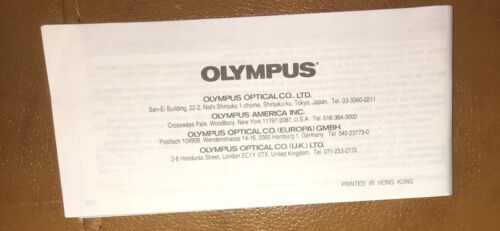 OLYMPUS®
OLYMPUS OPTICAL CO., LTD.
San-Ei Building, 22-2, Nishi Shinjuku 1-chome, Shinjuku-ku, Tokyo, Japan. Tel. 03-3340-2211
OLYMPUS AMERICA INC.
Crossways Park, Woodbury, New York 11797-2087, U.S.A. Tel. 516-364-3000
OLYMPUS OPTICAL CO. (EUROPA) GMBH.
Postfach 104908, Wendenstrasse 14-16, 2000 Hamburg 1, Germany. Tel. 040-23773-0
OLYMPUS OPTICAL CO. (U.K.) LTD.
2-8 Honduras Street, London EC1Y 0TX, United Kingdom. Tel. 071-253-2772
PRINTED IN HONG KONG